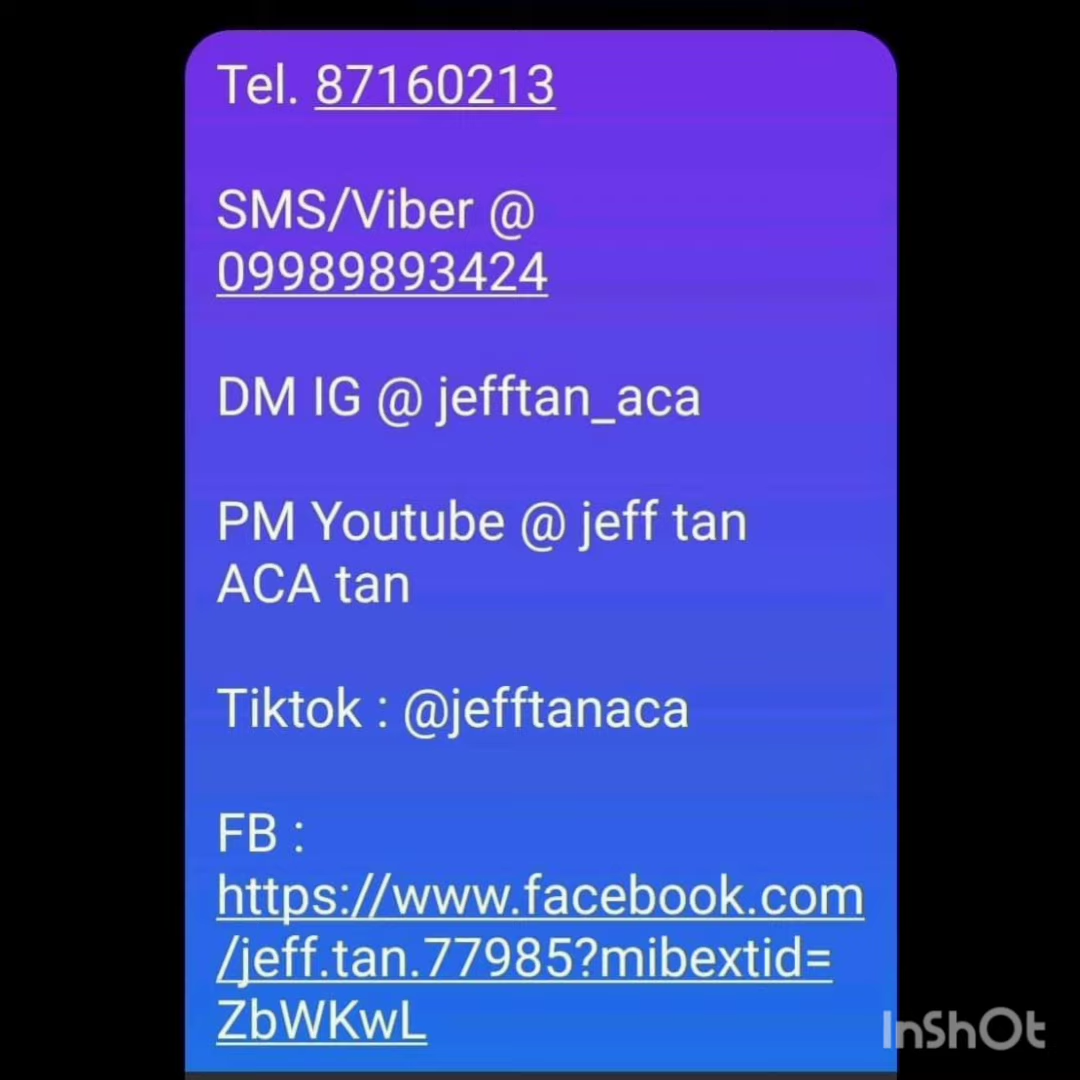 Tel. 87160213
SMS/Viber @
09989893424
DM IG @ jefftan_aca
PM Youtube @ jeff tan
ACA tan
Tiktok : @jefftanaca
FB :
https://www.facebook.com
/jeff.tan.77985?mibextid=
ZbWKwL
InShOt